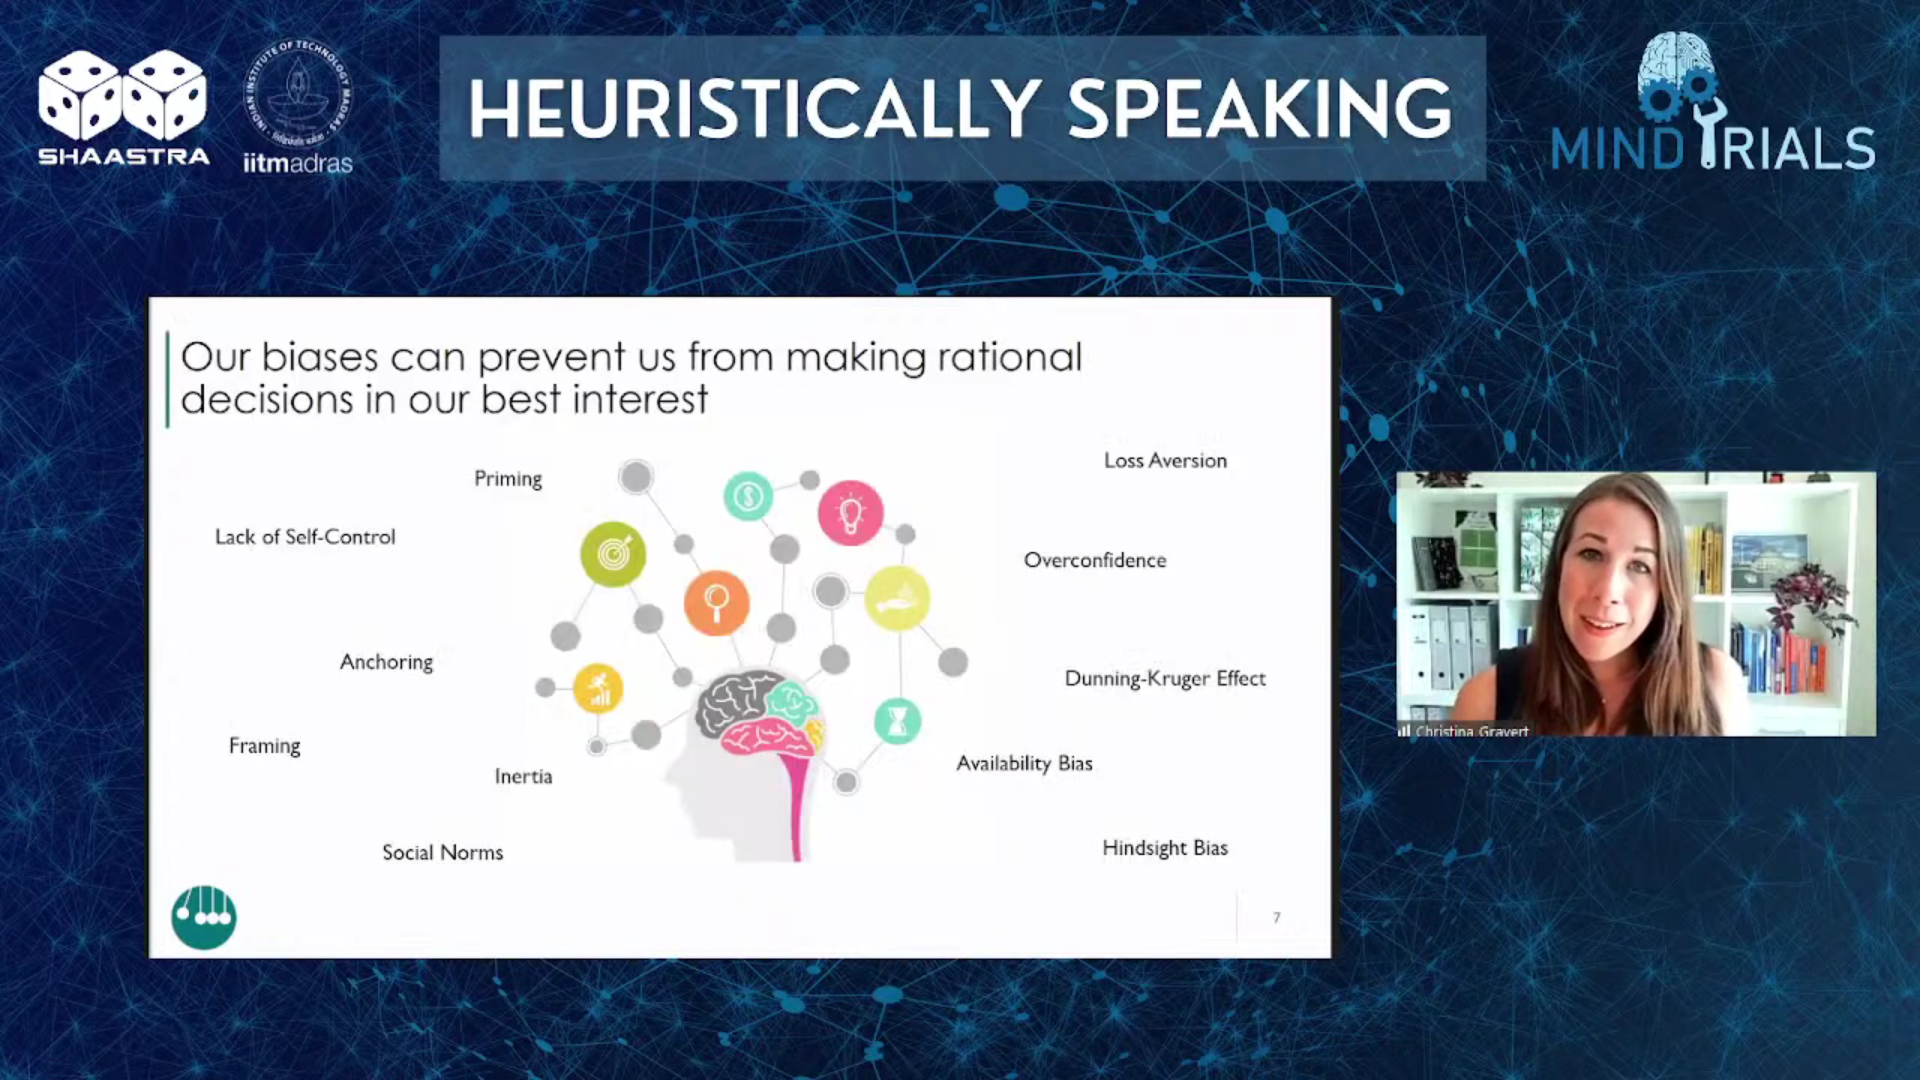 SHAASTRA
INDIAN INSTITUTE OF TECHNOLOGY MADRAS
iitmadras
HEURISTICALLY SPEAKING
MINDTRIALS
Our biases can prevent us from making rational
decisions in our best interest
Priming
Loss Aversion
Lack of Self-Control
Overconfidence
Anchoring
Dunning-Kruger Effect
Framing
Inertia
Availability Bias
Social Norms
Hindsight Bias
7
Christina Gravert